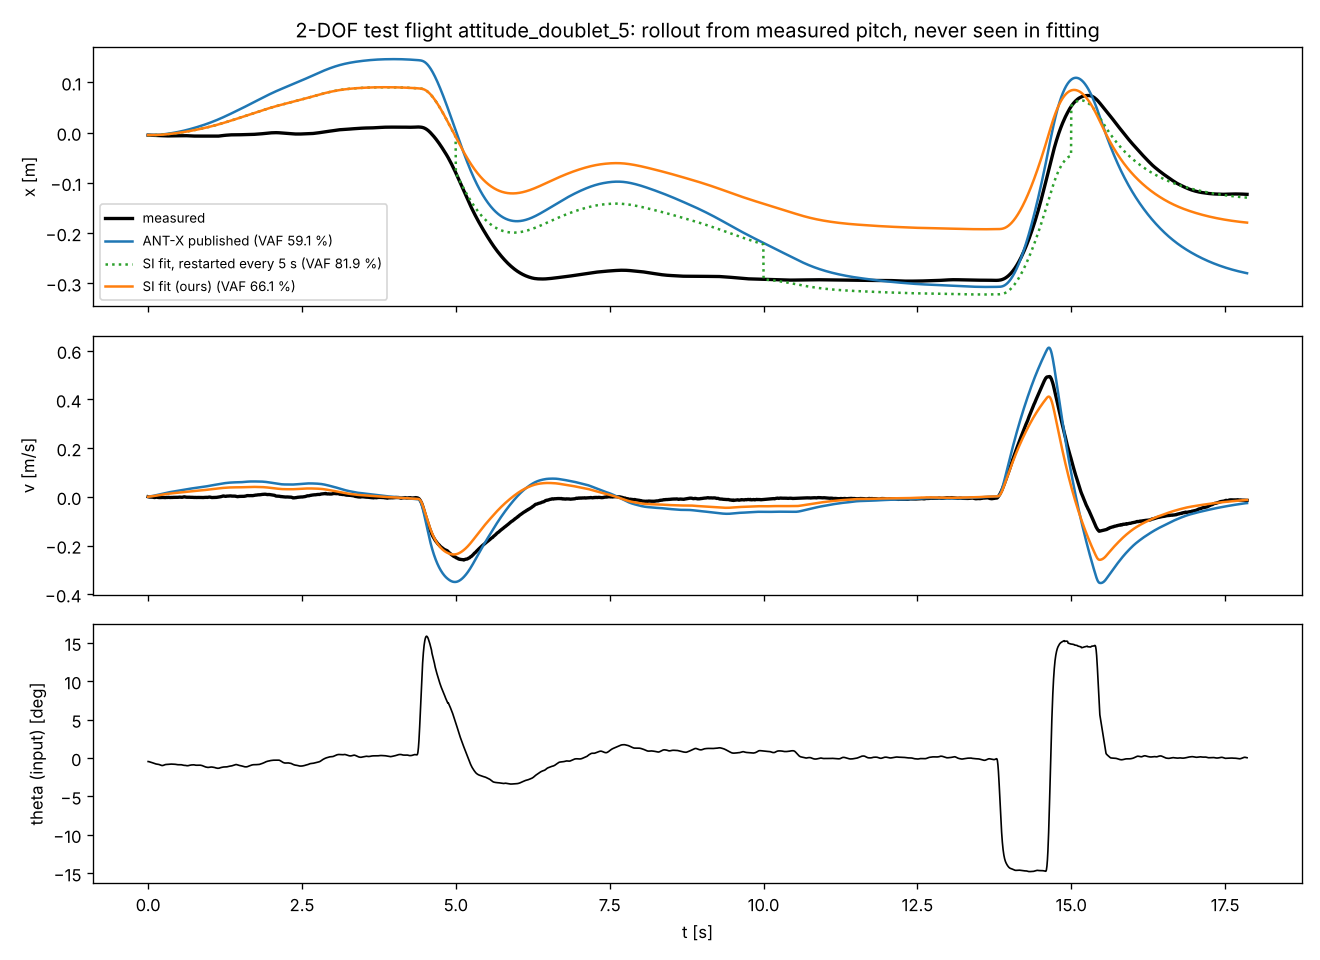 2-DOF test flight attitude_doublet_5: rollout from measured pitch, never seen in fitting
x [m]
0.1
0.0
−0.1
−0.2
−0.3
measured
ANT-X published (VAF 59.1 %)
SI fit, restarted every 5 s (VAF 81.9 %)
SI fit (ours) (VAF 66.1 %)
v [m/s]
0.6
0.4
0.2
0.0
−0.2
−0.4
theta (input) [deg]
15
10
5
0
−5
−10
−15
0.0 2.5 5.0 7.5 10.0 12.5 15.0 17.5
t [s]